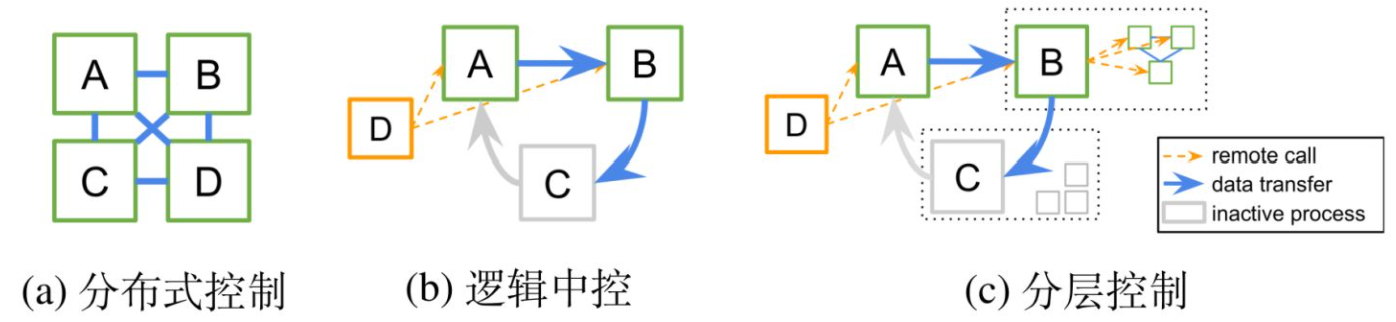 A B
C D
(a) 分布式控制
A B
D
C
(b) 逻辑中控
A B
D
C
remote call
data transfer
inactive process
(c) 分层控制